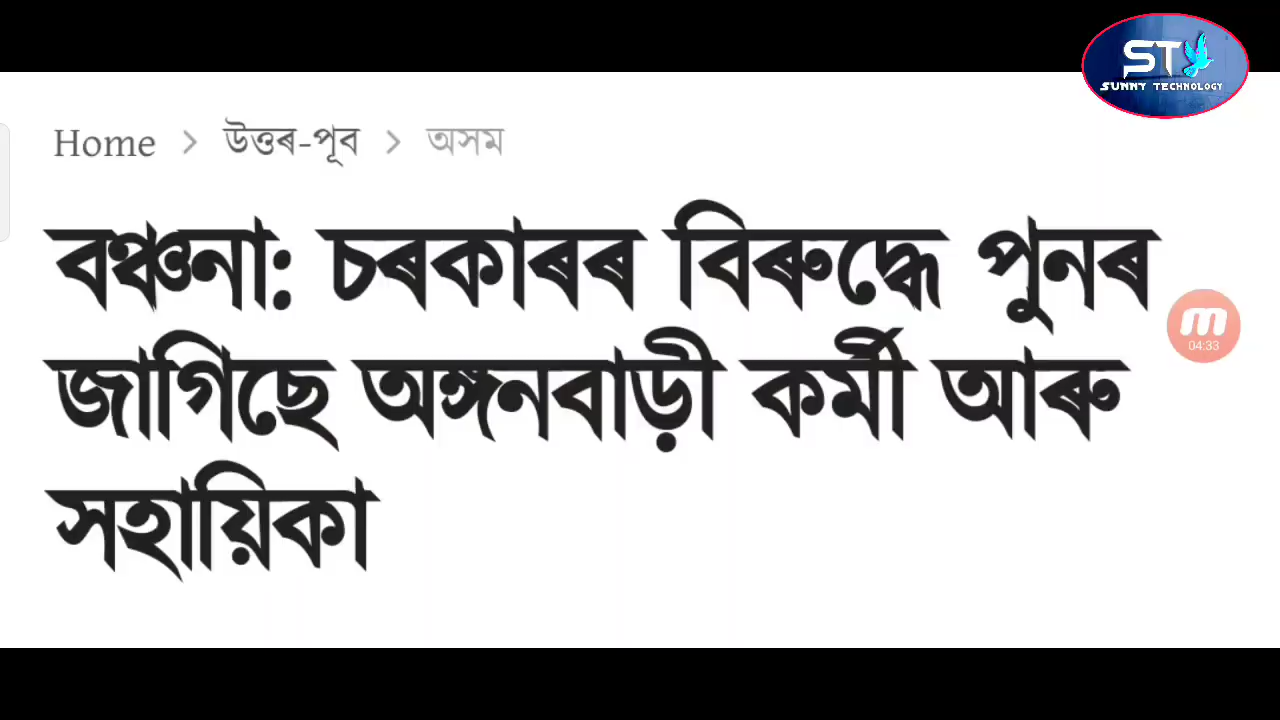 ST
SUNNY TECHNOLOGY
Home > উত্তৰ-পূব > অসম
বঞ্চনা: চৰকাৰৰ বিৰুদ্ধে পুনৰ
জাগিছে অঙ্গনবাড়ী কৰ্মী আৰু
সহায়িকা
04:33